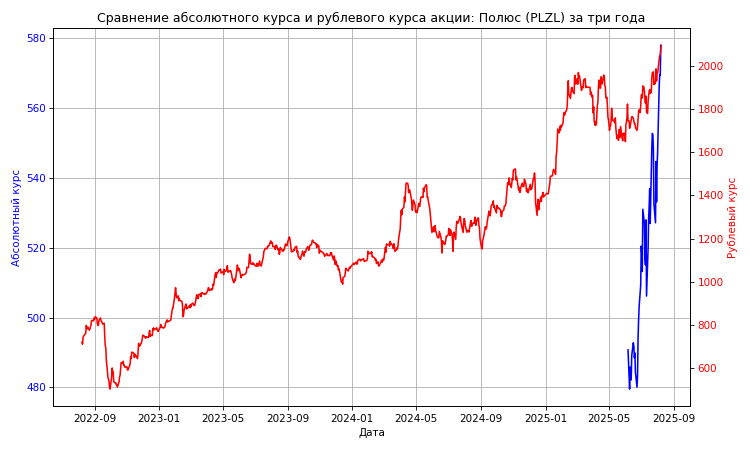 Сравнение абсолютного курса и рублевого курса акции: Полюс (PLZL) за три года
Абсолютный курс
580
560
540
520
500
480
2000
1800
1600
1400
1200
1000
800
600
Рублевый курс
2022-09 2023-01 2023-05 2023-09 2024-01 2024-05 2024-09 2025-01 2025-05 2025-09
Дата